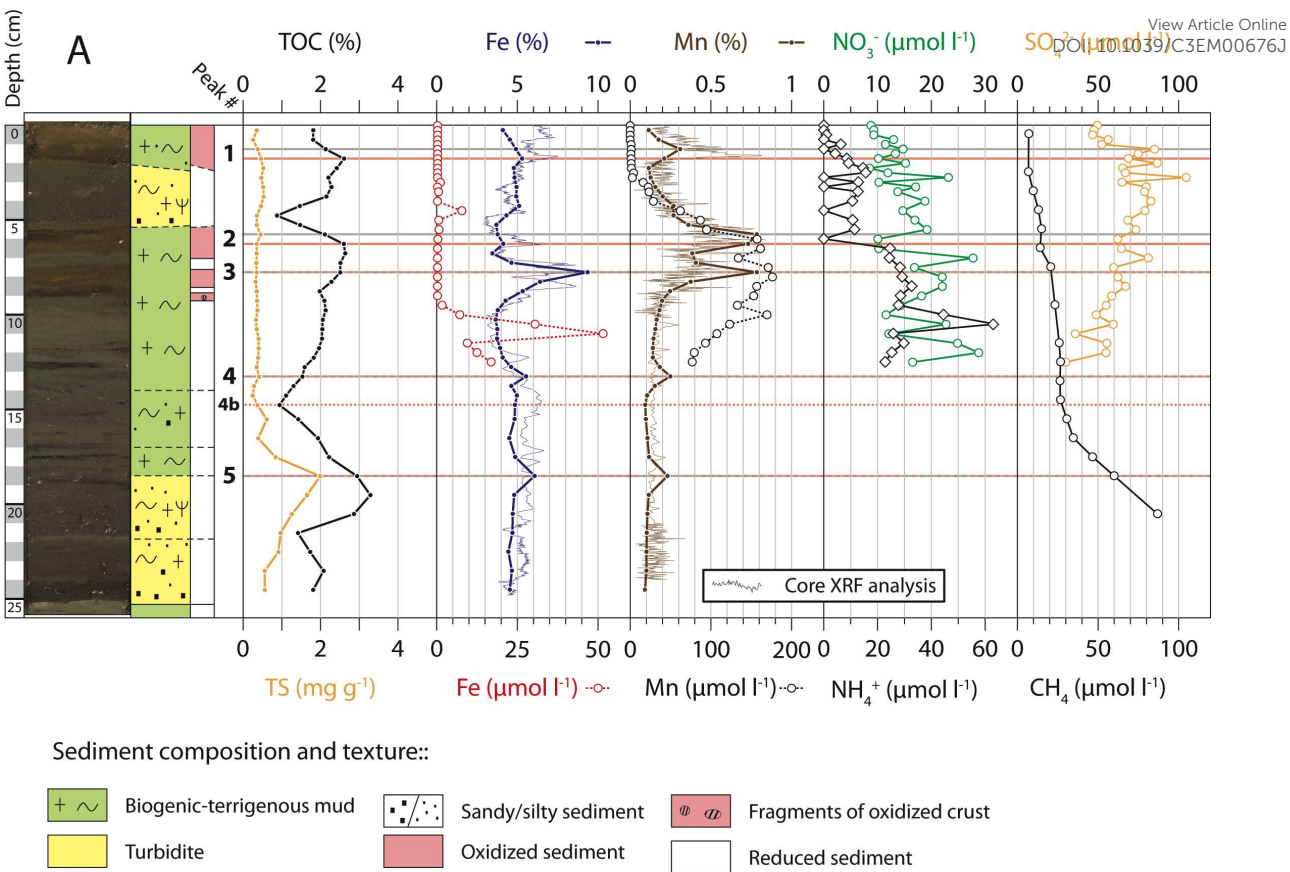 View Article Online
DOI: 10.1039/C3EM00676J
A
Depth (cm)
Peak #
TOC (%)
Fe (%)
Mn (%)
NO3- (µmol l-1)
SO42- (µmol l-1)
0 2 4 0 5 10 0 0.5 1 0 10 20 30 0 50 100
0
1
5
2
3
10
4
4b
15
5
20
25
Core XRF analysis
0 2 4 0 25 50 0 100 200 0 20 40 60 0 50 100
TS (mg g-1)
Fe (µmol l-1)
Mn (µmol l-1)
NH4+ (µmol l-1)
CH4 (µmol l-1)
Sediment composition and texture::
Biogenic-terrigenous mud
Sandy/silty sediment
Fragments of oxidized crust
Turbidite
Oxidized sediment
Reduced sediment